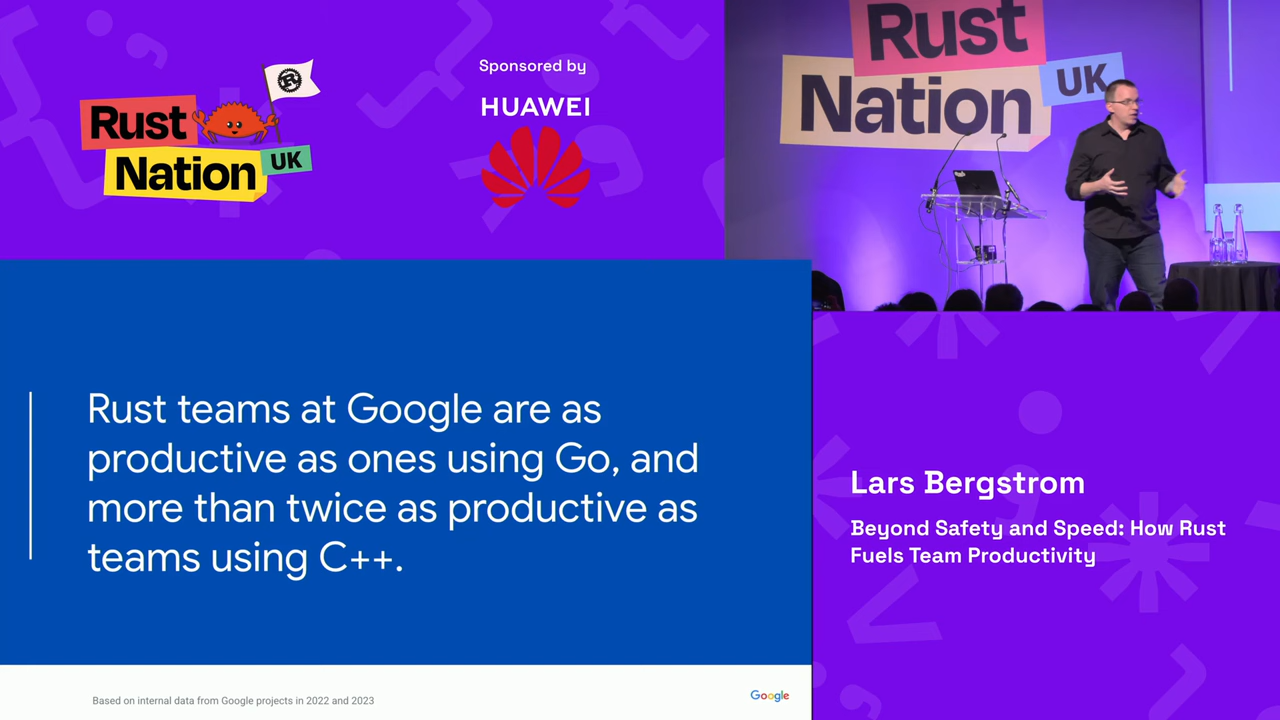 Rust
Nation
UK
Sponsored by
HUAWEI
Rust
Nation
UK
Rust teams at Google are as
productive as ones using Go, and
more than twice as productive as
teams using C++.
Based on internal data from Google projects in 2022 and 2023
Google
Lars Bergstrom
Beyond Safety and Speed: How Rust
Fuels Team Productivity